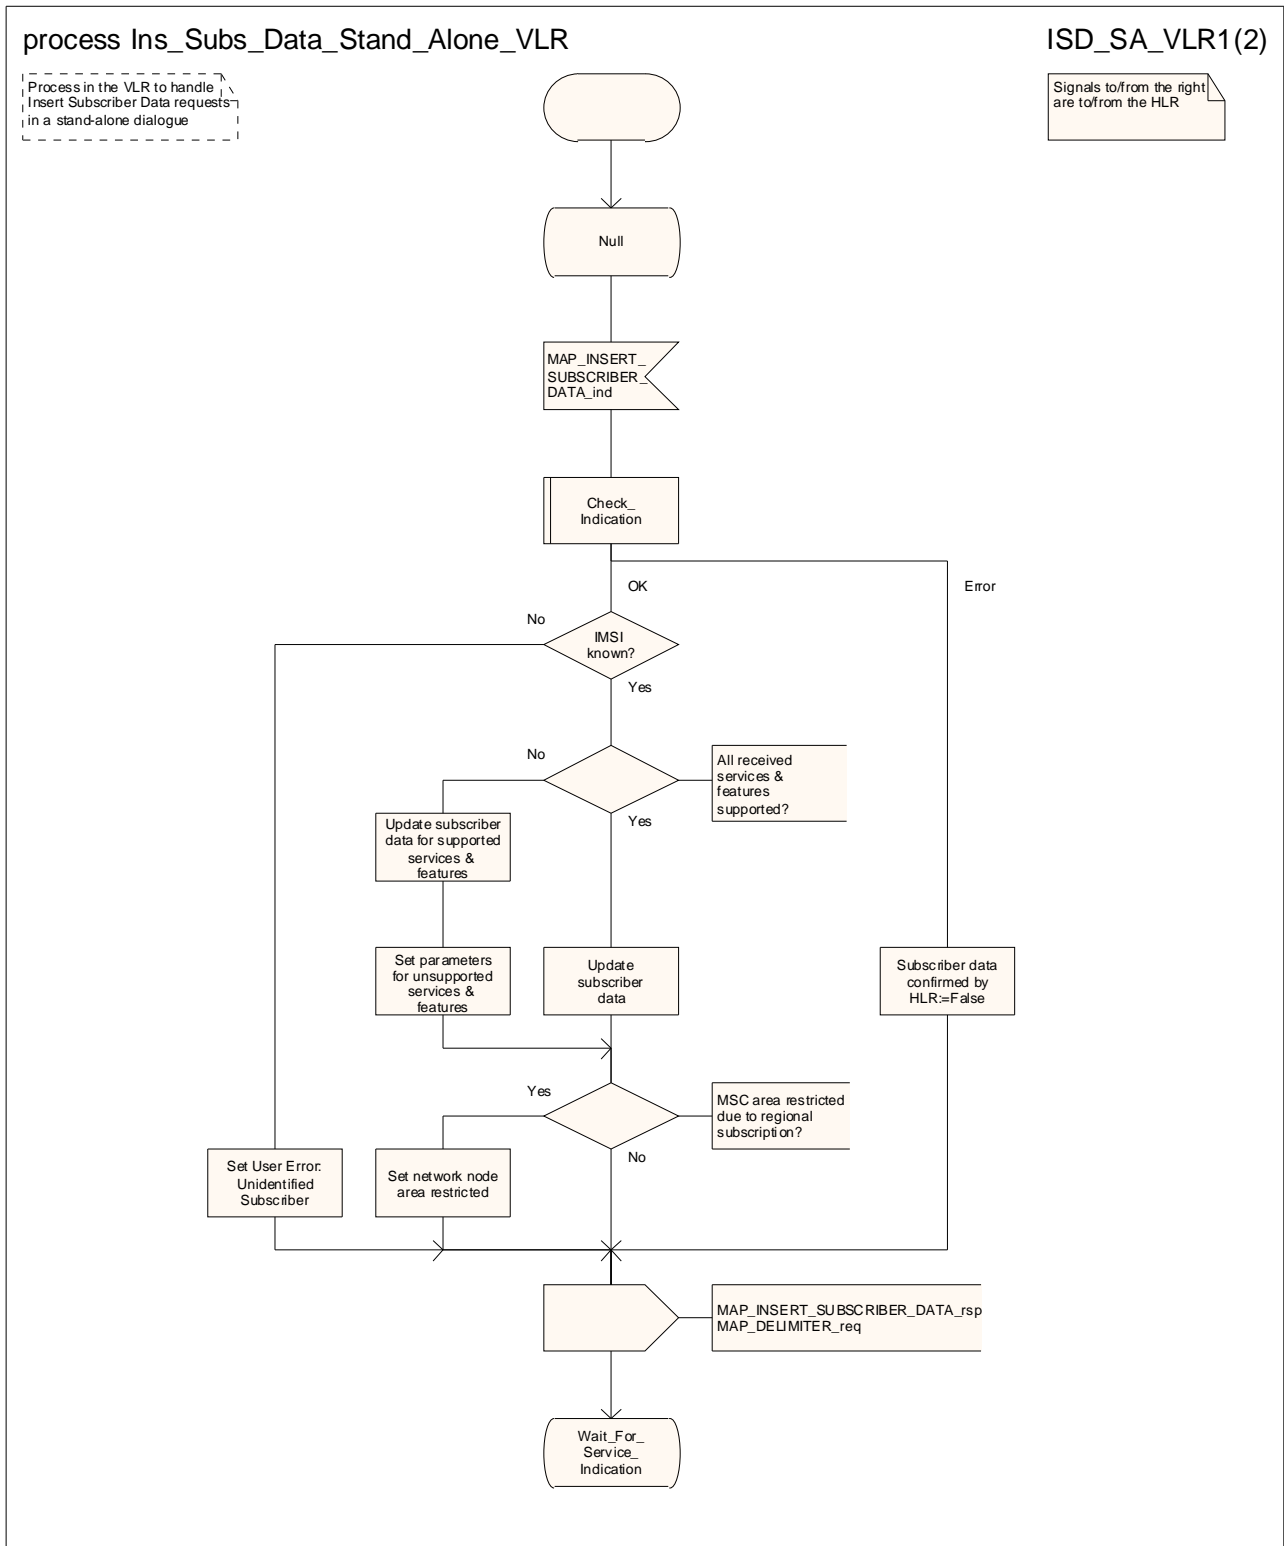 process Ins_Subs_Data_Stand_Alone_VLR
ISD_SA_VLR1(2)
Process in the VLR to handle
Insert Subscriber Data requests
in a stand-alone dialogue
Signals to/from the right
are to/from the HLR
Null
MAP_INSERT_
SUBSCRIBER_
DATA_ind
Check_
Indication
OK
Error
No
IMSI
known?
Yes
No
All received
services &
features
supported?
Yes
Update subscriber
data for supported
services &
features
Set parameters
for unsupported
services &
features
Update
subscriber
data
Subscriber data
confirmed by
HLR:=False
Yes
MSC area restricted
due to regional
subscription?
No
Set User Error:
Unidentified
Subscriber
Set network node
area restricted
MAP_INSERT_SUBSCRIBER_DATA_rsp
MAP_DELIMITER_req
Wait_For_
Service_
Indication